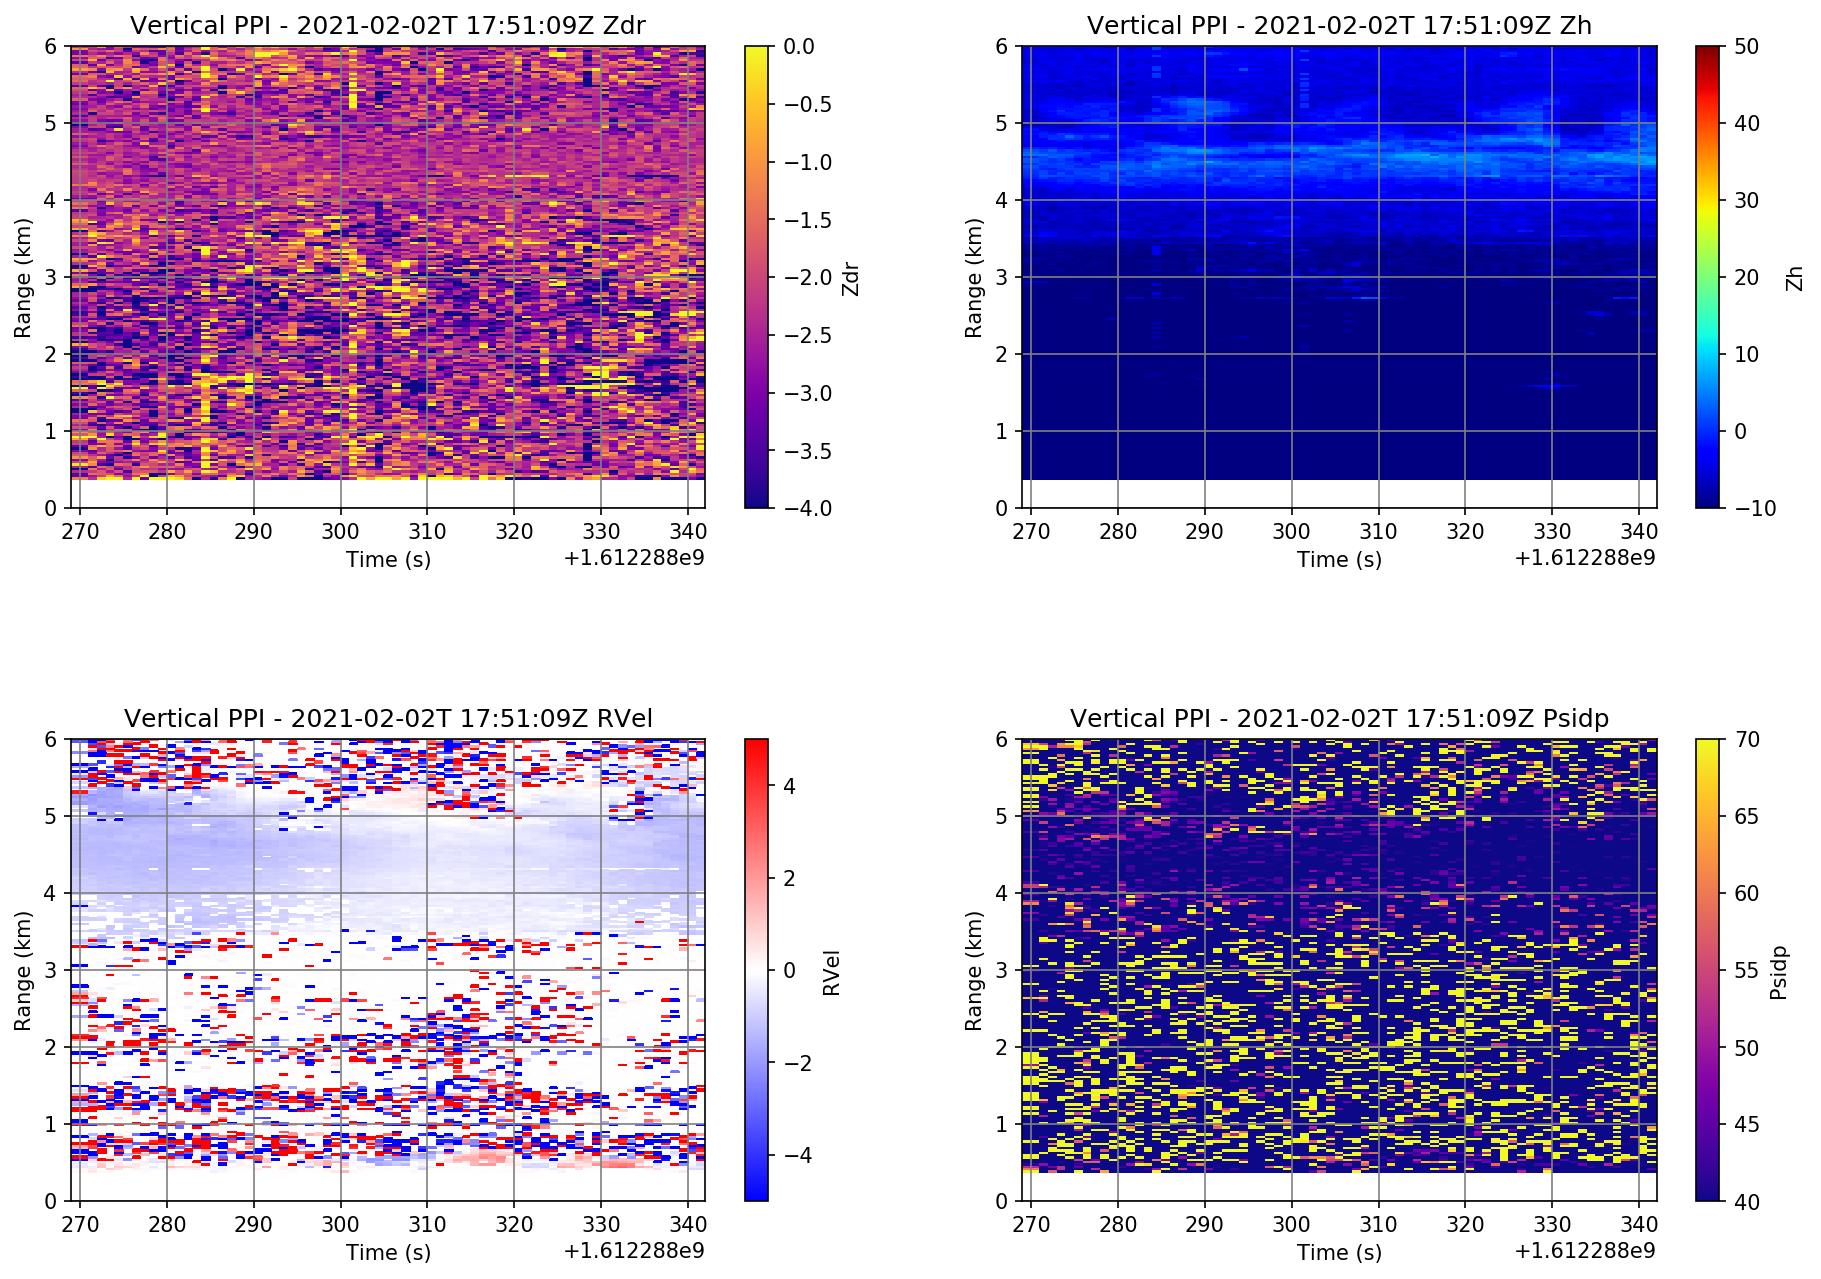 Vertical PPI - 2021-02-02T 17:51:09Z Zdr
6
5
4
3
2
1
0
Range (km)
270 280 290 300 310 320 330 340
Time (s)
+1.612288e9
0.0
−0.5
−1.0
−1.5
−2.0
−2.5
−3.0
−3.5
−4.0
Zdr
Vertical PPI - 2021-02-02T 17:51:09Z Zh
6
5
4
3
2
1
0
Range (km)
270 280 290 300 310 320 330 340
Time (s)
+1.612288e9
50
40
30
20
10
0
−10
Zh
Vertical PPI - 2021-02-02T 17:51:09Z RVel
6
5
4
3
2
1
0
Range (km)
270 280 290 300 310 320 330 340
Time (s)
+1.612288e9
4
2
0
−2
−4
RVel
Vertical PPI - 2021-02-02T 17:51:09Z Psidp
6
5
4
3
2
1
0
Range (km)
270 280 290 300 310 320 330 340
Time (s)
+1.612288e9
70
65
60
55
50
45
40
Psidp